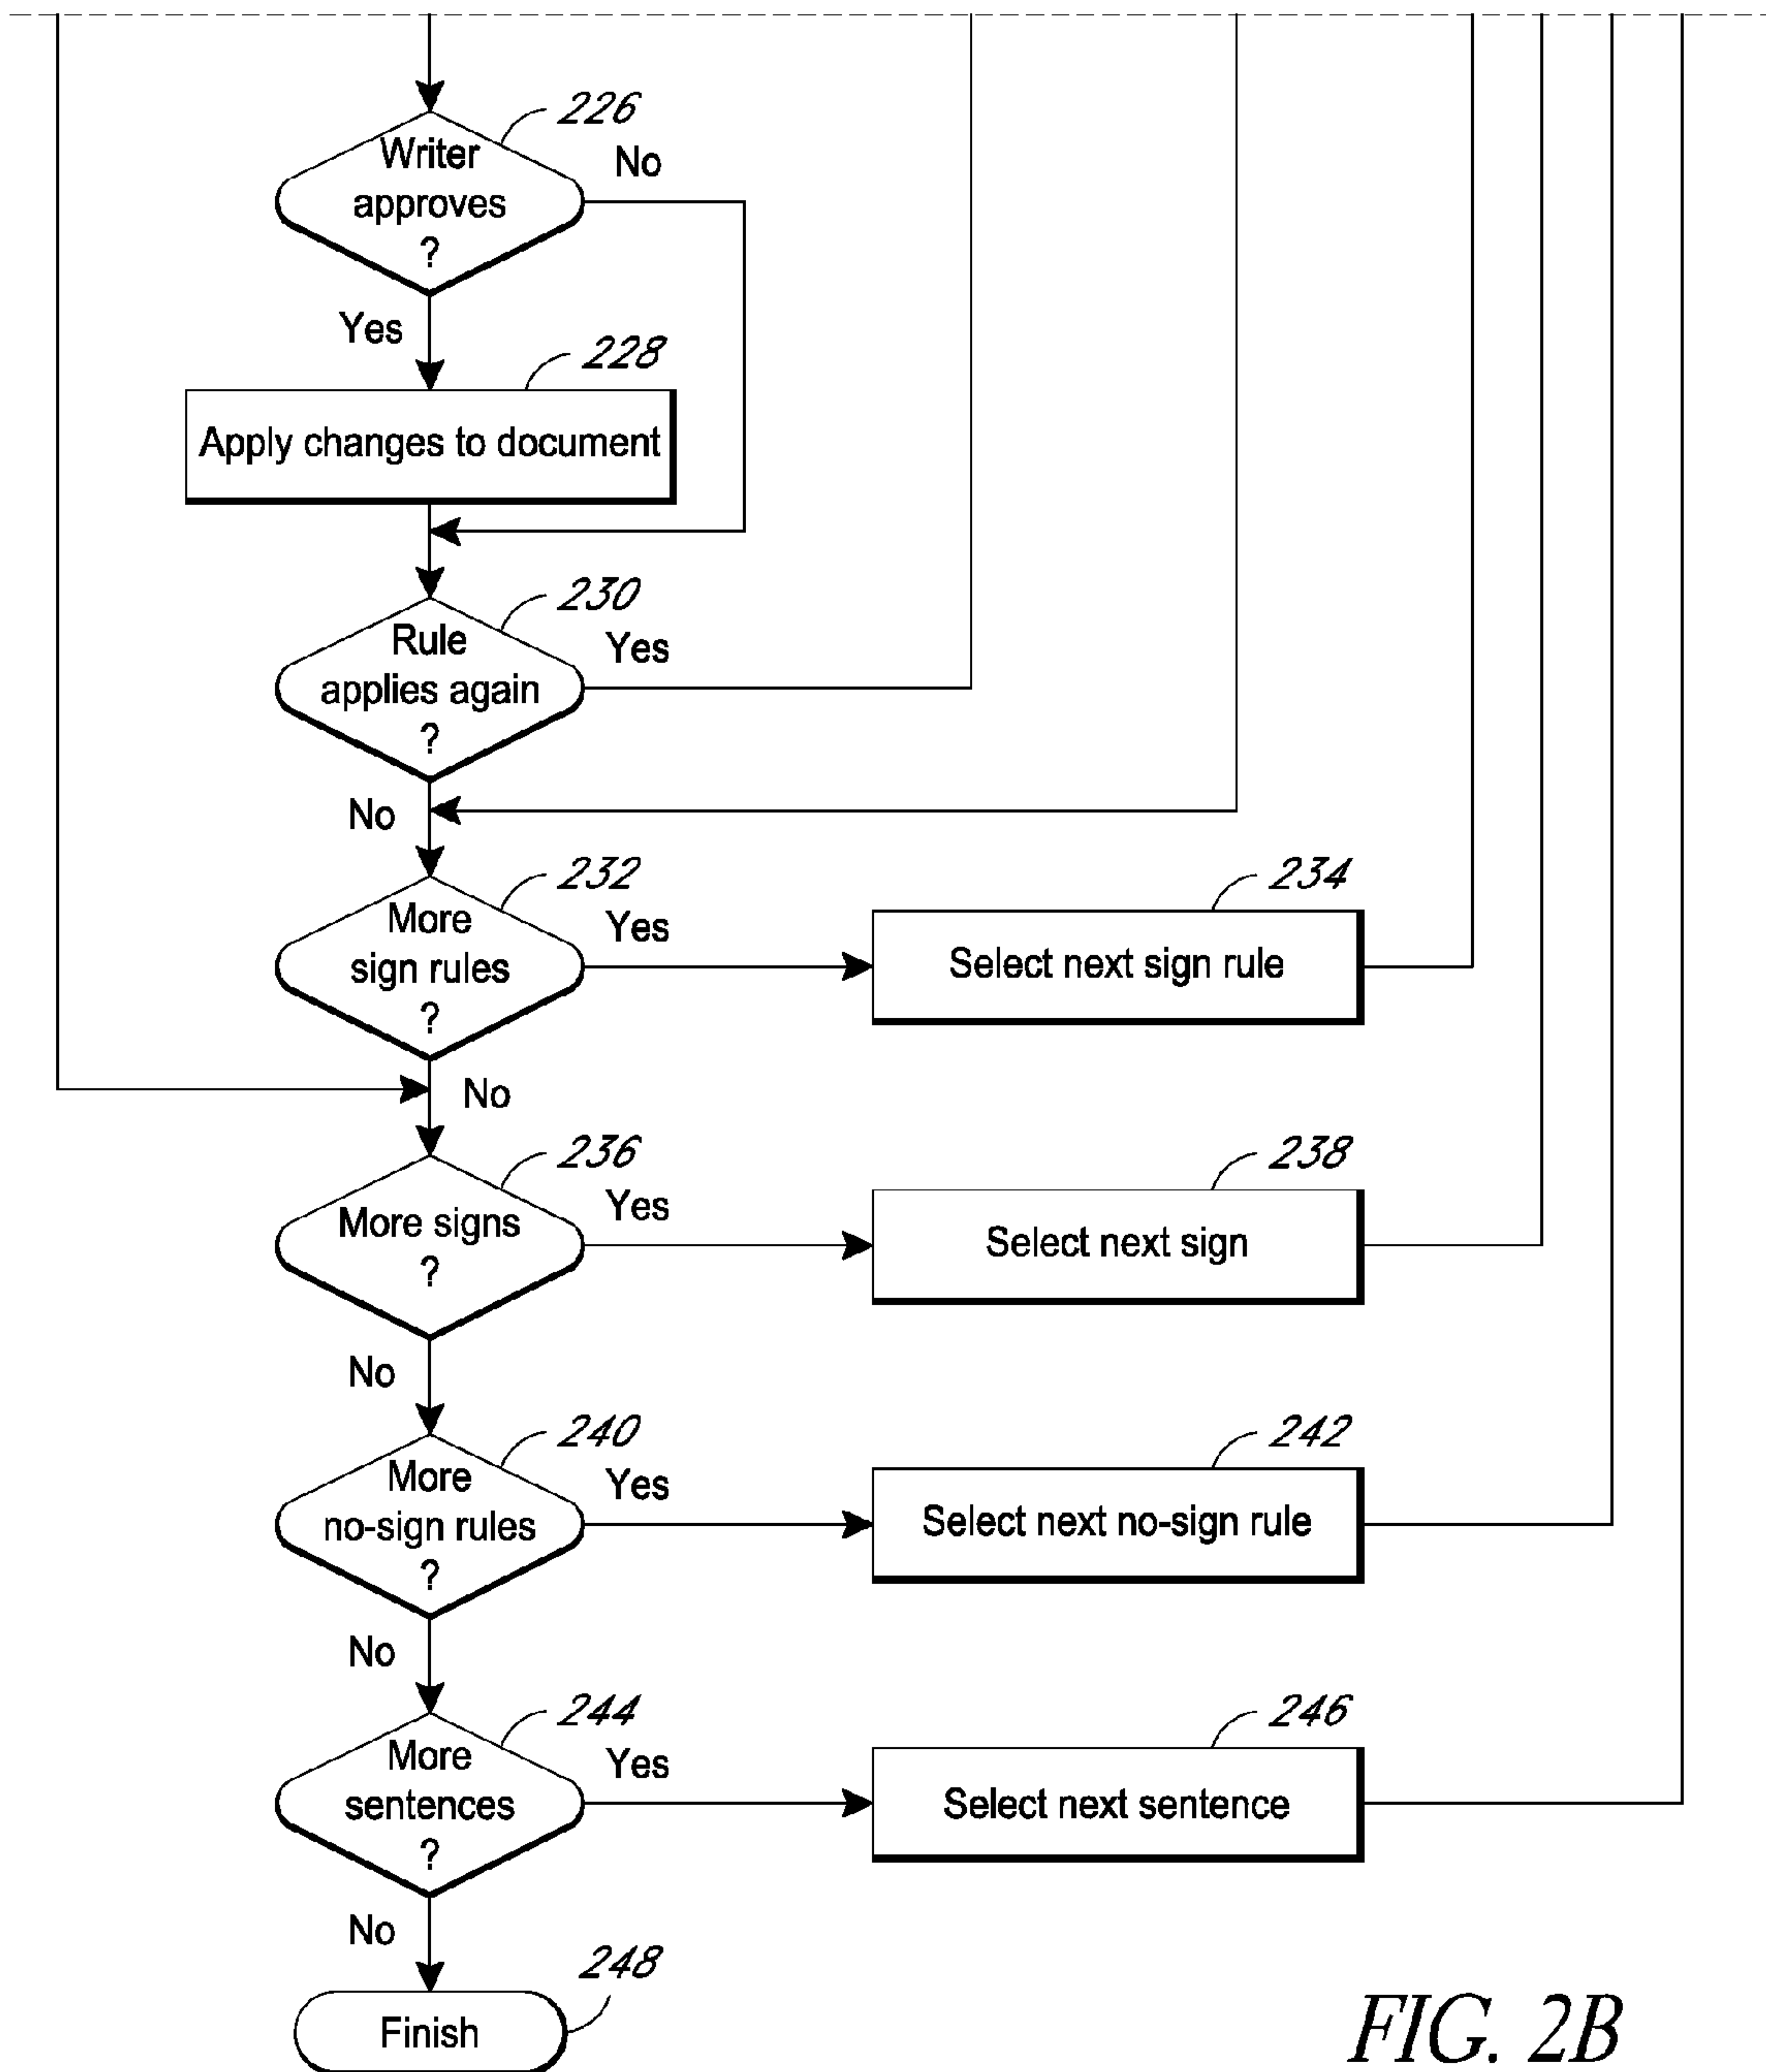 226
Writer
approves
?
No
Yes
228
Apply changes to document
230
Rule
applies again
?
Yes
No
232
More
sign rules
?
Yes
234
Select next sign rule
No
236
More signs
?
Yes
238
Select next sign
No
240
More
no-sign rules
?
Yes
242
Select next no-sign rule
No
244
More
sentences
?
Yes
246
Select next sentence
No
248
Finish
FIG. 2B